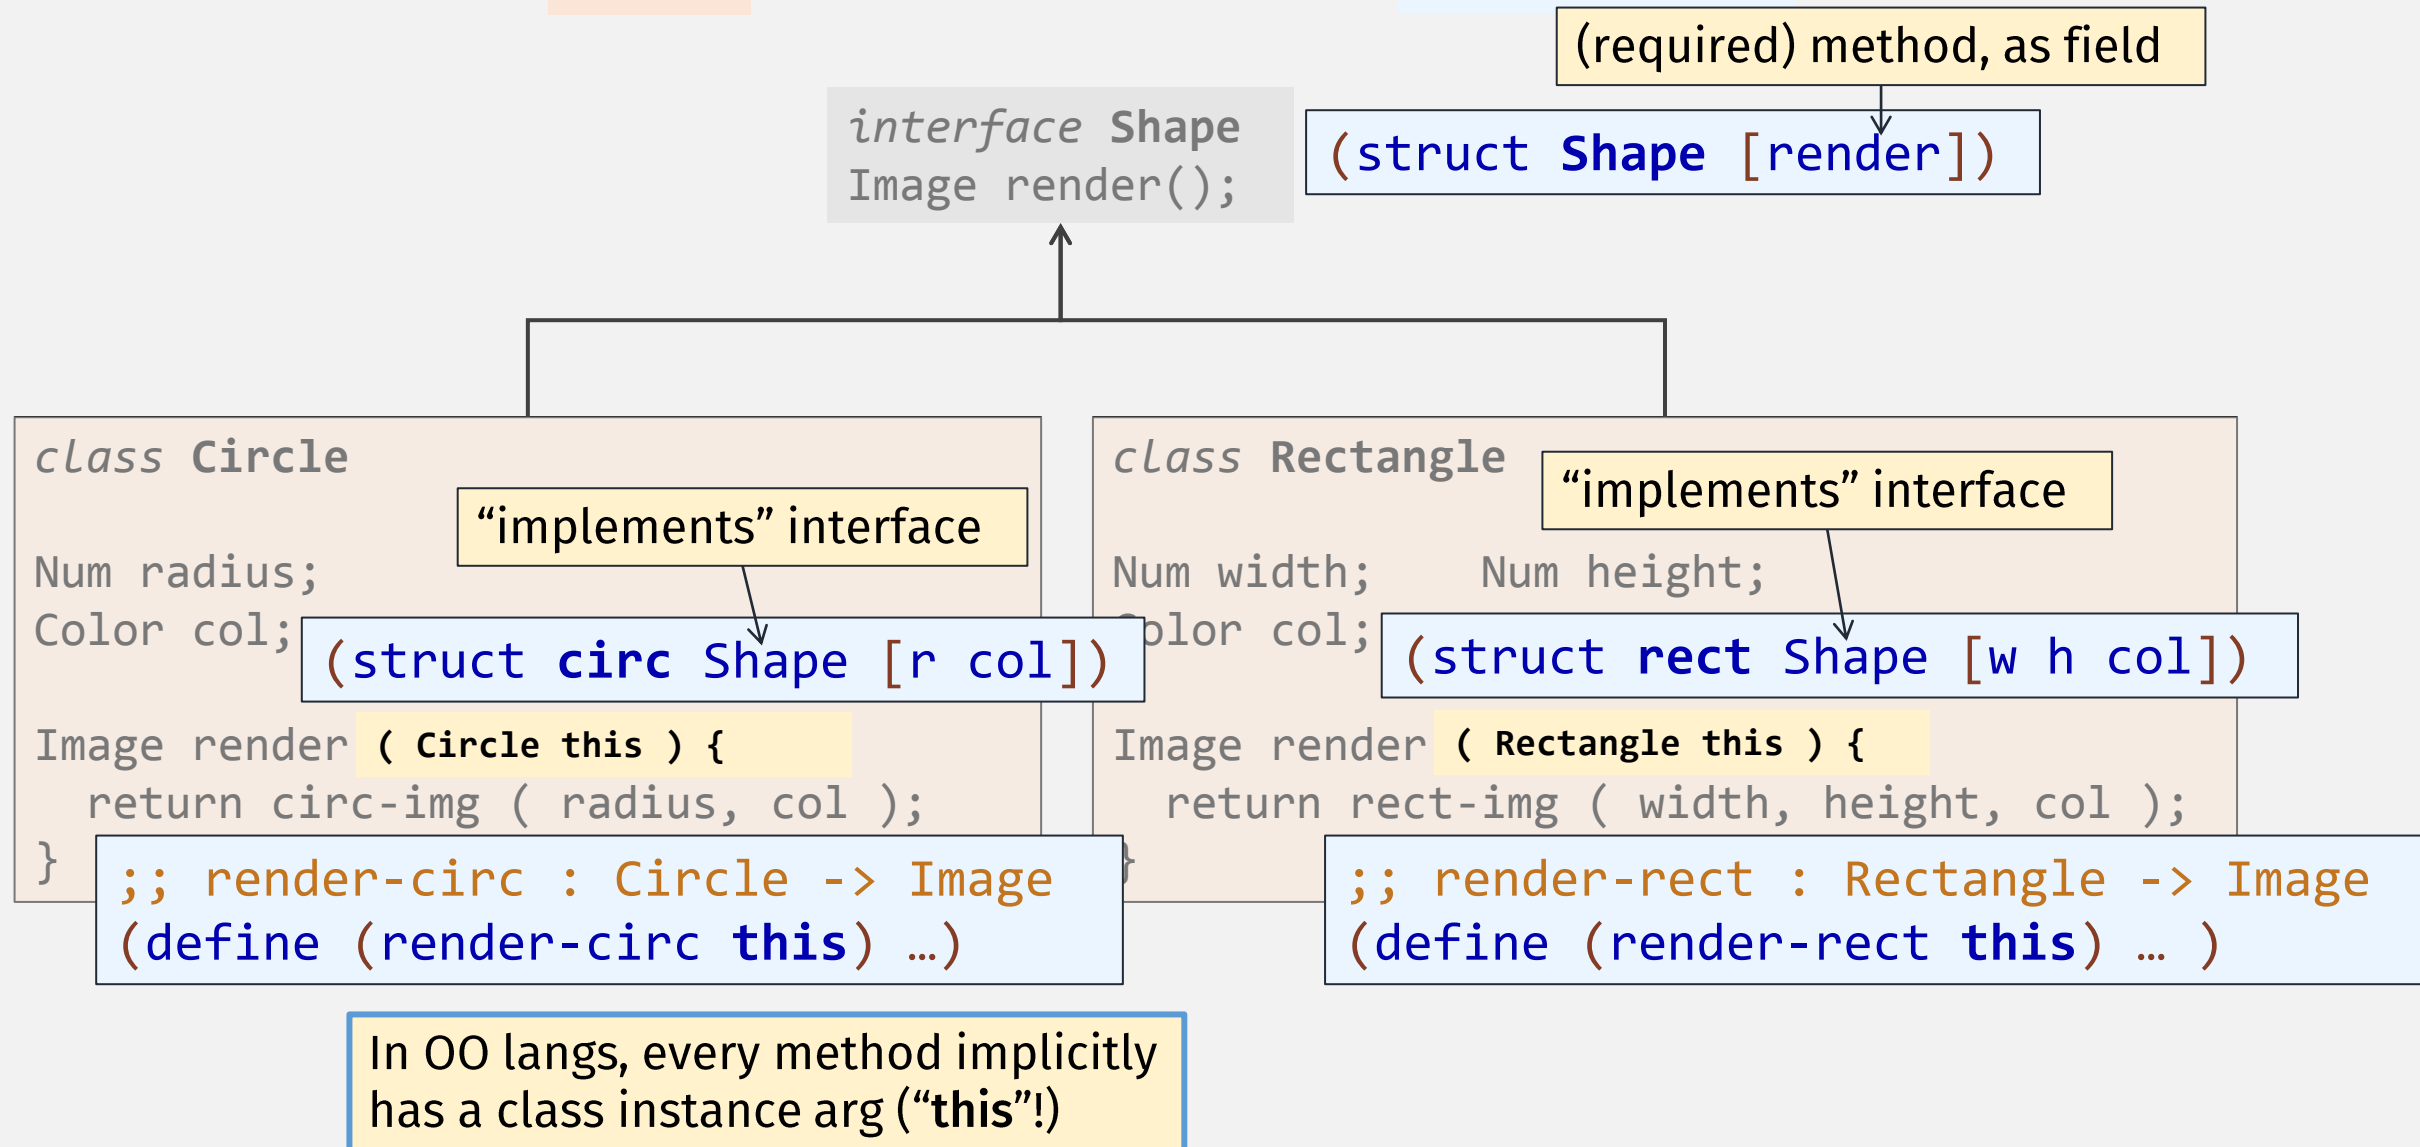 (required) method, as field
interface Shape
Image render();
(struct Shape [render])
class Circle
“implements” interface
Num radius;
Color col;
(struct circ Shape [r col])
Image render ( Circle this ) {
return circ-img ( radius, col );
}
;; render-circ : Circle -> Image
(define (render-circ this) …)
class Rectangle
“implements” interface
Num width; Num height;
Color col;
(struct rect Shape [w h col])
Image render ( Rectangle this ) {
return rect-img ( width, height, col );
}
;; render-rect : Rectangle -> Image
(define (render-rect this) … )
In OO langs, every method implicitly
has a class instance arg (“this”!)